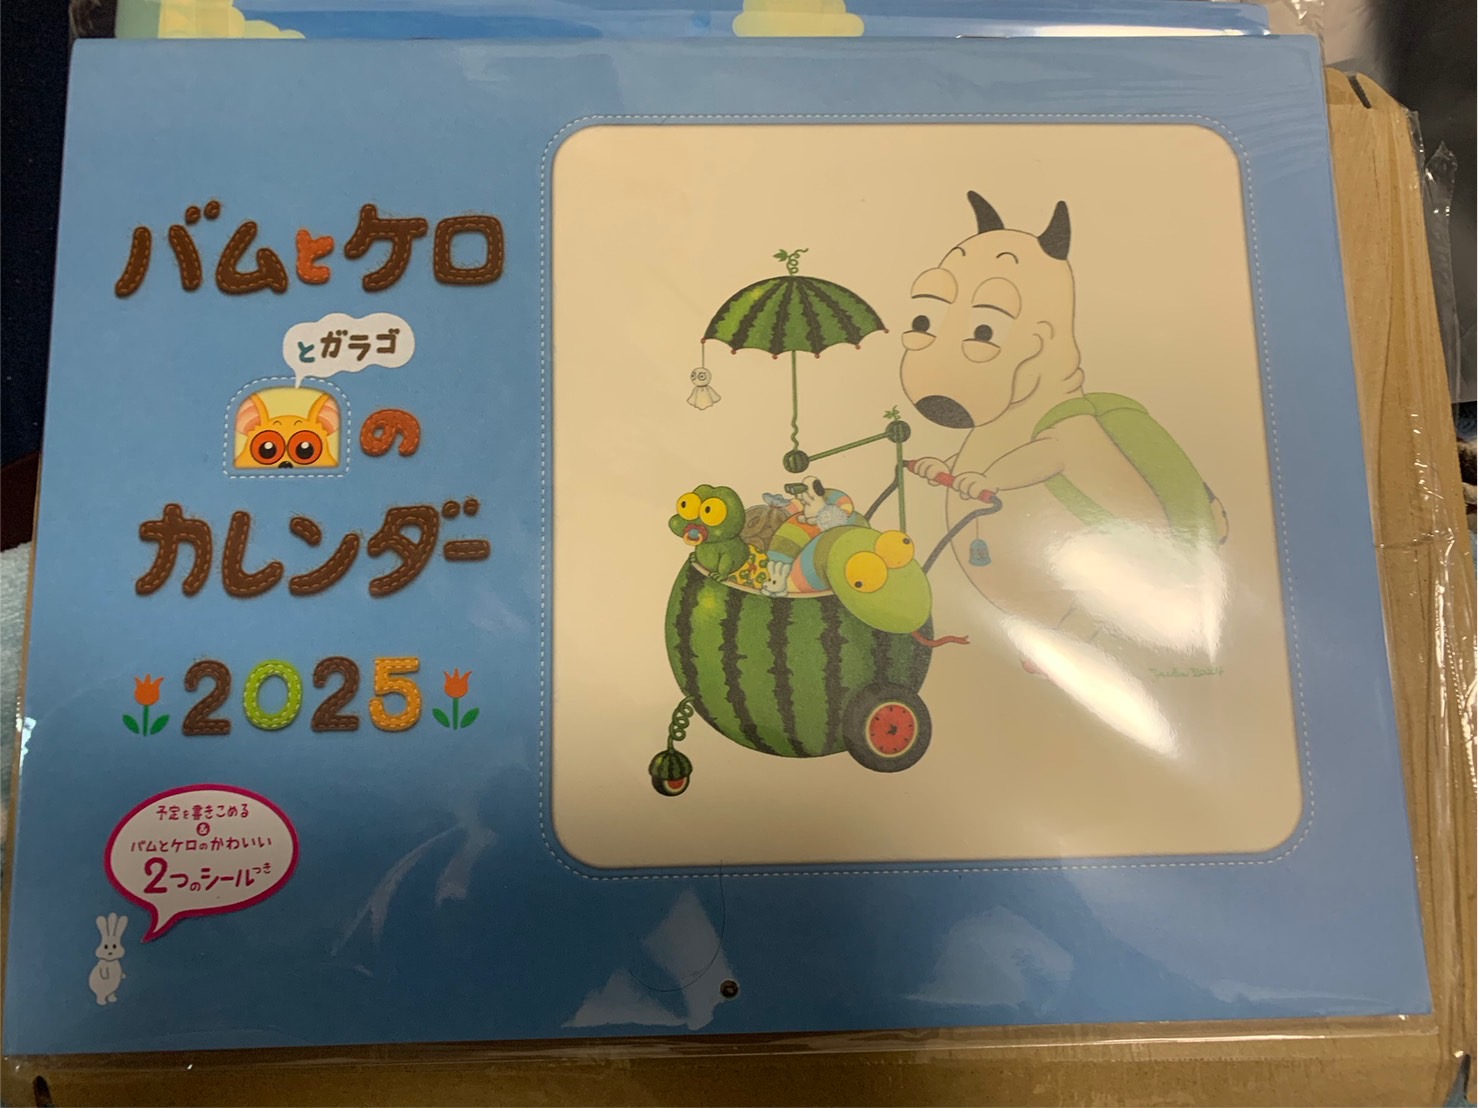 バムとケロ
とガラゴ
の
カレンダー
2025
予定を書きこめる
&
バムとケロのかわいい
2つのシールつき